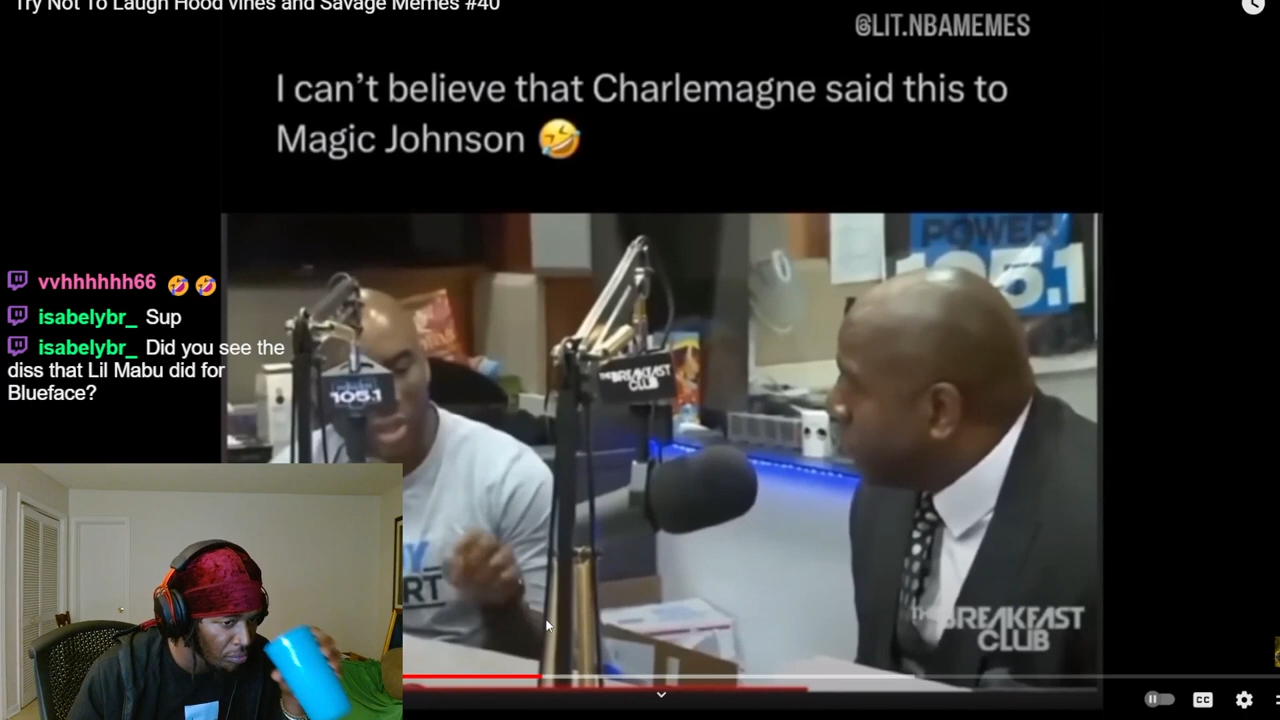 Try Not To Laugh Hood vines and Savage Memes #40
@LIT.NBAMEMES
I can’t believe that Charlemagne said this to
Magic Johnson 🤣
POWER
105.1
vvhhhhhh66 🤣 🤣
isabelybr_ Sup
isabelybr_ Did you see the
diss that Lil Mabu did for
Blueface?
105.1
THE BREAKFAST
CLUB
RT
THE BREAKFAST
CLUB
CC